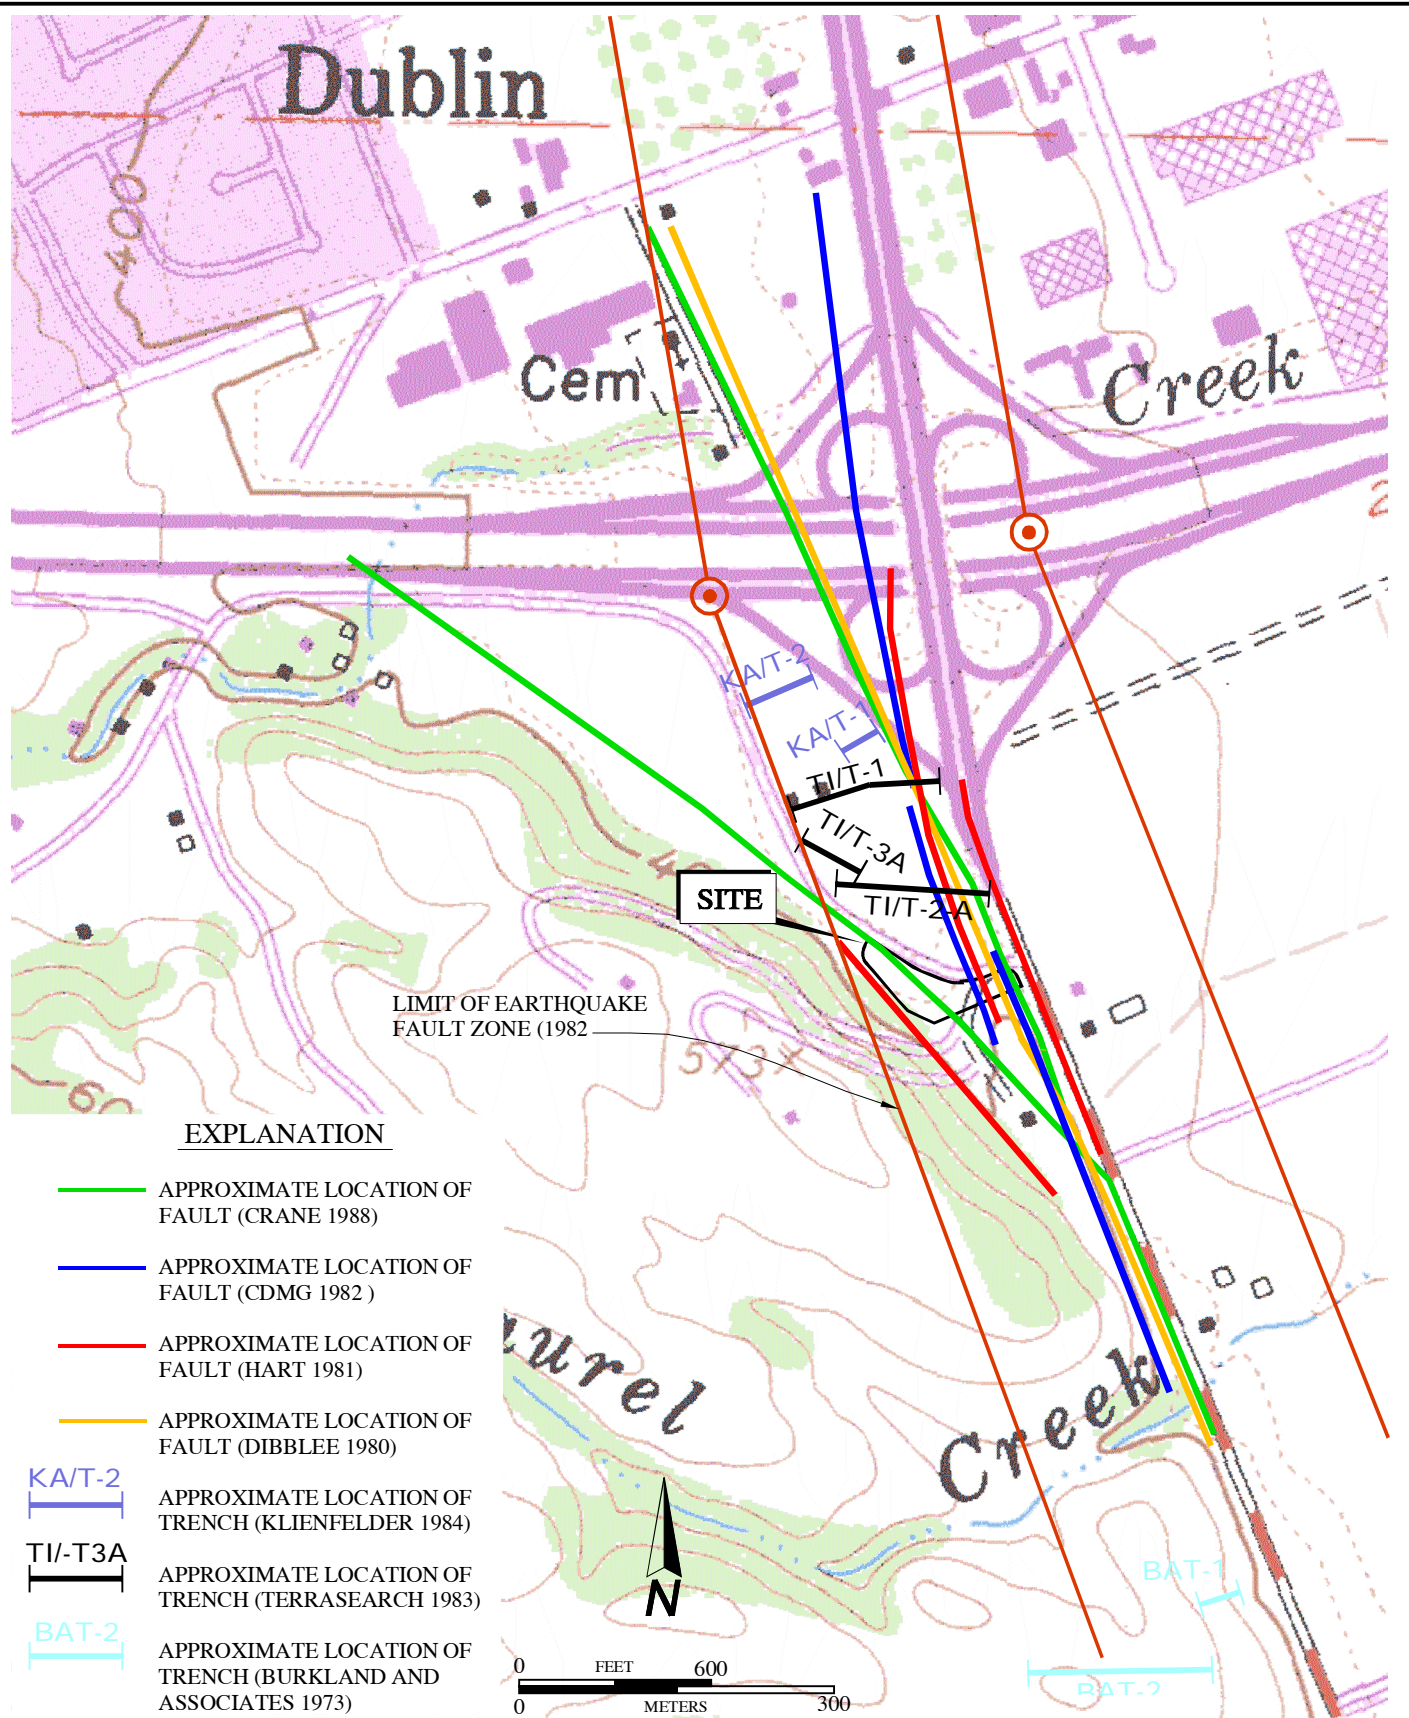 Dublin
400
Cem
Creek
KA/T-2
KA/T-1
TI/T-1
TI/T-3A
TI/T-2-A
SITE
LIMIT OF EARTHQUAKE
FAULT ZONE (1982
573x
EXPLANATION
APPROXIMATE LOCATION OF
FAULT (CRANE 1988)
APPROXIMATE LOCATION OF
FAULT (CDMG 1982 )
APPROXIMATE LOCATION OF
FAULT (HART 1981)
APPROXIMATE LOCATION OF
FAULT (DIBBLEE 1980)
KA/T-2
APPROXIMATE LOCATION OF
TRENCH (KLIENFELDER 1984)
TI/-T3A
APPROXIMATE LOCATION OF
TRENCH (TERRASEARCH 1983)
BAT-2
APPROXIMATE LOCATION OF
TRENCH (BURKLAND AND
ASSOCIATES 1973)
aurel
Creek
N
0 FEET 600
0 METERS 300
BAT-1
BAT-2